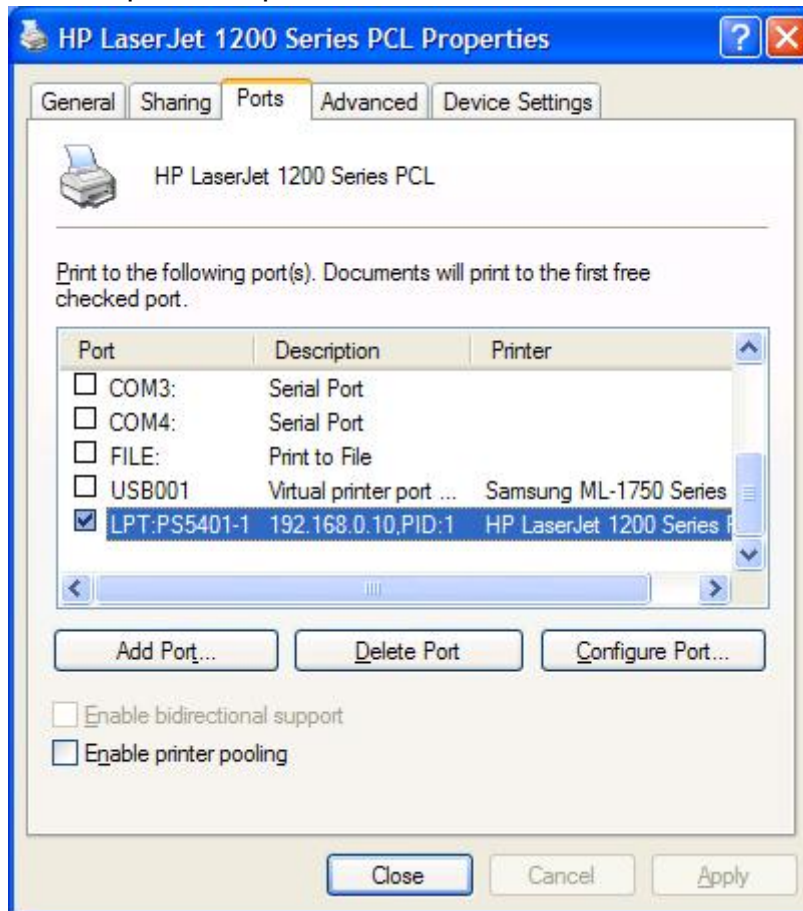 HP LaserJet 1200 Series PCL Properties
General Sharing Ports Advanced Device Settings
HP LaserJet 1200 Series PCL
Print to the following port(s). Documents will print to the first free
checked port.
Port Description Printer
COM3: Serial Port
COM4: Serial Port
FILE: Print to File
USB001 Virtual printer port ... Samsung ML-1750 Series
LPT:PS5401-1 192.168.0.10,PID:1 HP LaserJet 1200 Series
Add Port... Delete Port Configure Port...
Enable bidirectional support
Enable printer pooling
Close Cancel Apply